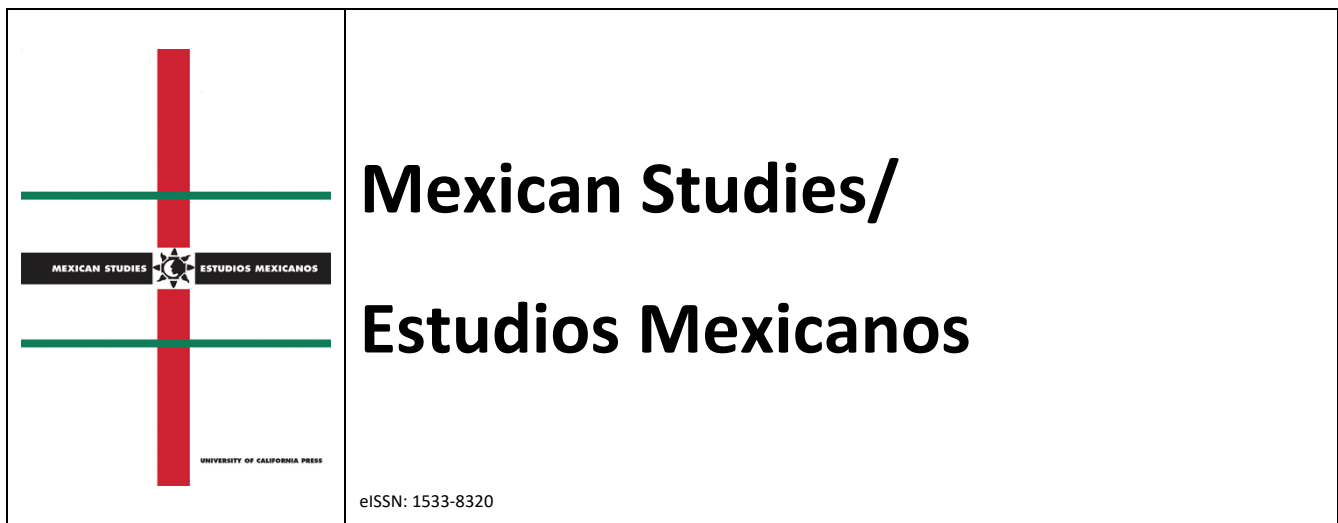 MEXICAN STUDIES ESTUDIOS MEXICANOS
UNIVERSITY OF CALIFORNIA PRESS
Mexican Studies/
Estudios Mexicanos
eISSN: 1533-8320